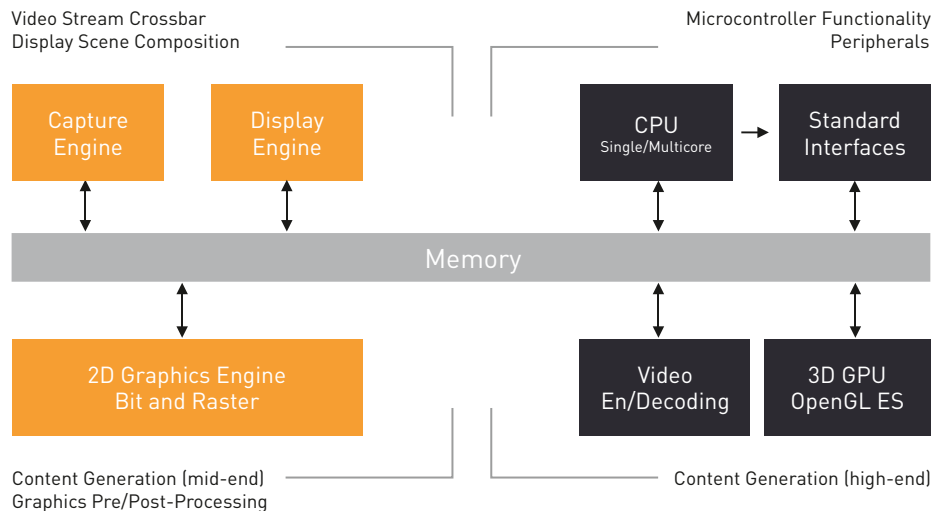 Video Stream Crossbar
Display Scene Composition
Microcontroller Functionality
Peripherals
Capture
Engine
Display
Engine
CPU
Single/Multicore
Standard
Interfaces
Memory
2D Graphics Engine
Bit and Raster
Video
En/Decoding
3D GPU
OpenGL ES
Content Generation (mid-end)
Graphics Pre/Post-Processing
Content Generation (high-end)